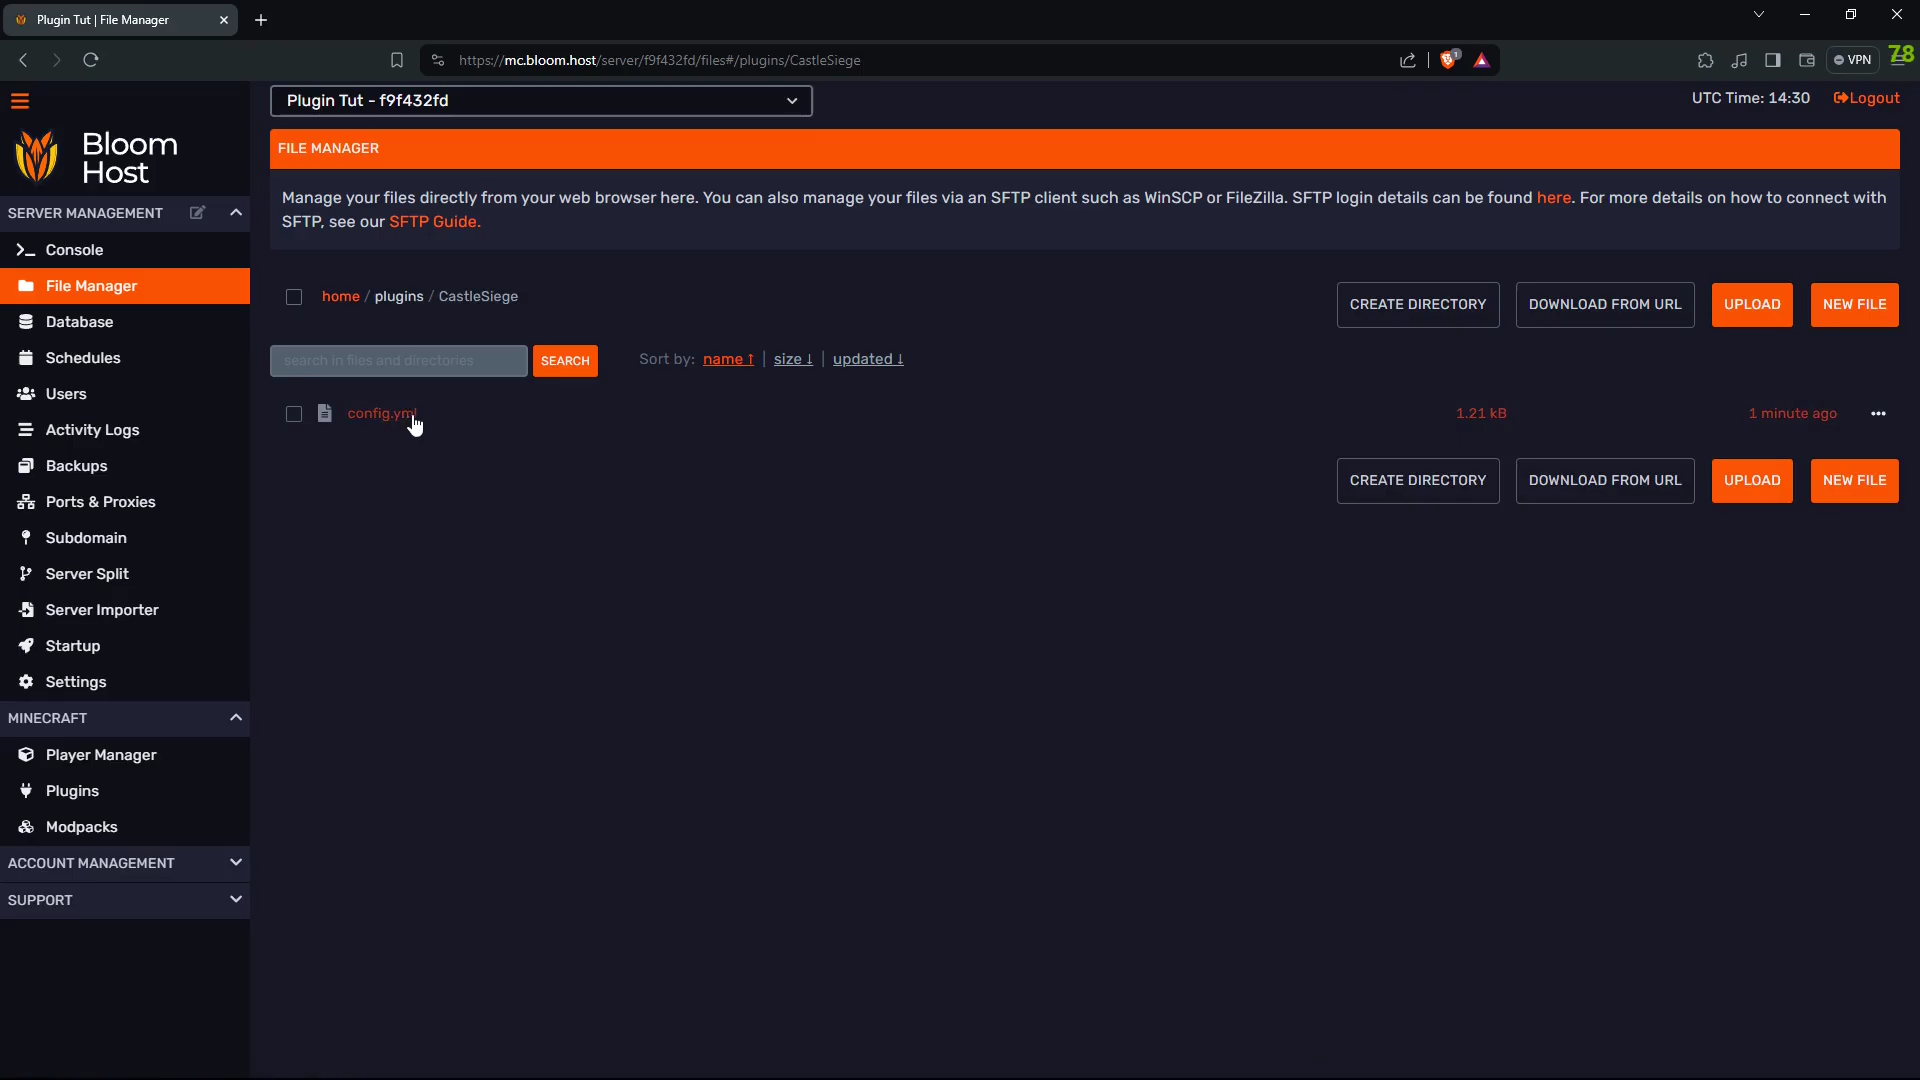 Plugin Tut | File Manager
https://mc.bloom.host/server/f9f432fd/files#/plugins/CastleSiege
1
VPN
78
Plugin Tut - f9f432fd
UTC Time: 14:30
Logout
Bloom
Host
FILE MANAGER
Manage your files directly from your web browser here. You can also manage your files via an SFTP client such as WinSCP or FileZilla. SFTP login details can be found here. For more details on how to connect with
SFTP, see our SFTP Guide.
SERVER MANAGEMENT
Console
File Manager
Database
Schedules
Users
Activity Logs
Backups
Ports & Proxies
Subdomain
Server Split
Server Importer
Startup
Settings
MINECRAFT
Player Manager
Plugins
Modpacks
ACCOUNT MANAGEMENT
SUPPORT
home / plugins / CastleSiege
CREATE DIRECTORY
DOWNLOAD FROM URL
UPLOAD
NEW FILE
search in files and directories
SEARCH
Sort by: name ↑ | size ↓ | updated ↓
config.yml
1.21 kB
1 minute ago
CREATE DIRECTORY
DOWNLOAD FROM URL
UPLOAD
NEW FILE